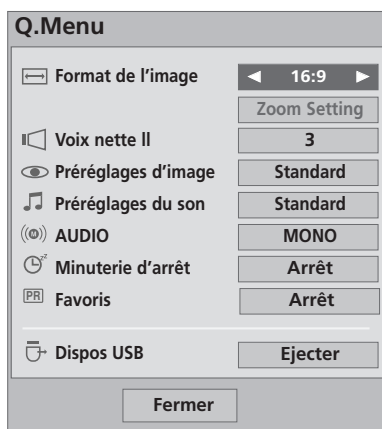 Q.Menu
Format de l'image ◄ 16:9 ►
Zoom Setting
Voix nette ll 3
Préréglages d'image Standard
Préréglages du son Standard
AUDIO MONO
Minuterie d'arrêt Arrêt
PR Favoris Arrêt
Dispos USB Ejecter
Fermer